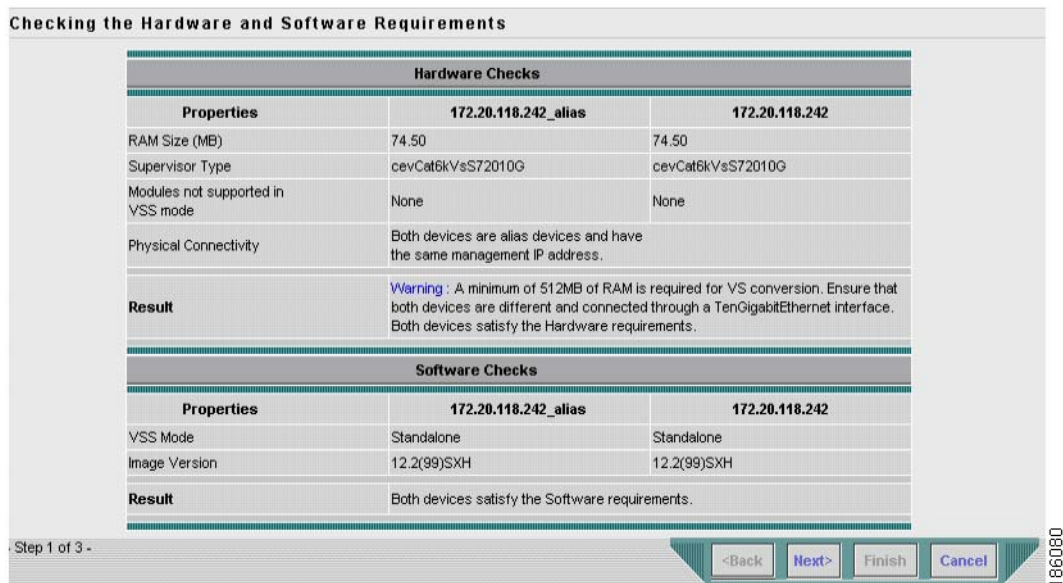 Checking the Hardware and Software Requirements
Hardware Checks
Properties 172.20.118.242_alias 172.20.118.242
RAM Size (MB) 74.50 74.50
Supervisor Type cevCat6kVsS72010G cevCat6kVsS72010G
Modules not supported in
VSS mode
None None
Physical Connectivity
Both devices are alias devices and have
the same management IP address.
Result
Warning : A minimum of 512MB of RAM is required for VS conversion. Ensure that
both devices are different and connected through a TenGigabitEthernet interface.
Both devices satisfy the Hardware requirements.
Software Checks
Properties 172.20.118.242_alias 172.20.118.242
VSS Mode Standalone Standalone
Image Version 12.2(99)SXH 12.2(99)SXH
Result Both devices satisfy the Software requirements.
- Step 1 of 3 -
<Back Next> Finish Cancel
86080